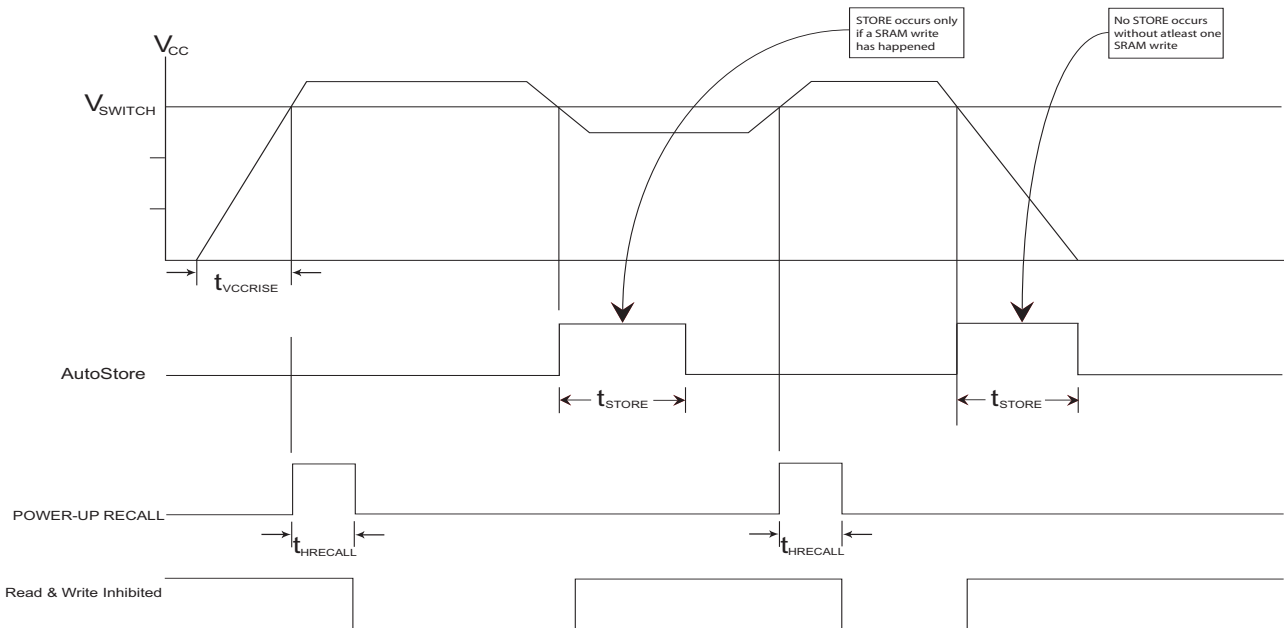 STORE occurs only
if a SRAM write
has happened
No STORE occurs
without atleast one
SRAM write
VCC
VSWITCH
tVCCRISE
AutoStore
tSTORE
tSTORE
POWER-UP RECALL
tHRECALL
tHRECALL
Read & Write Inhibited